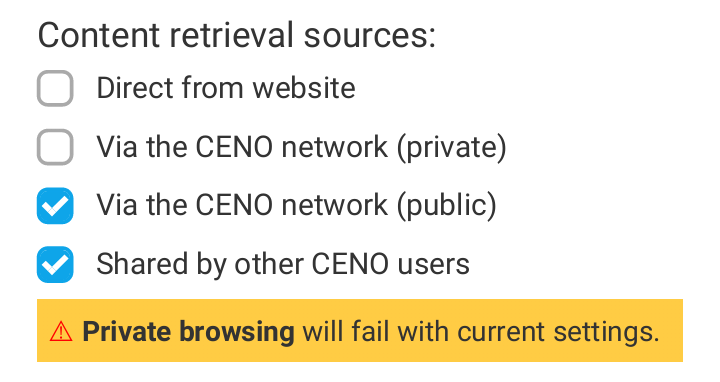 Content retrieval sources:
Direct from website
Via the CENO network (private)
Via the CENO network (public)
Shared by other CENO users
⚠ Private browsing will fail with current settings.